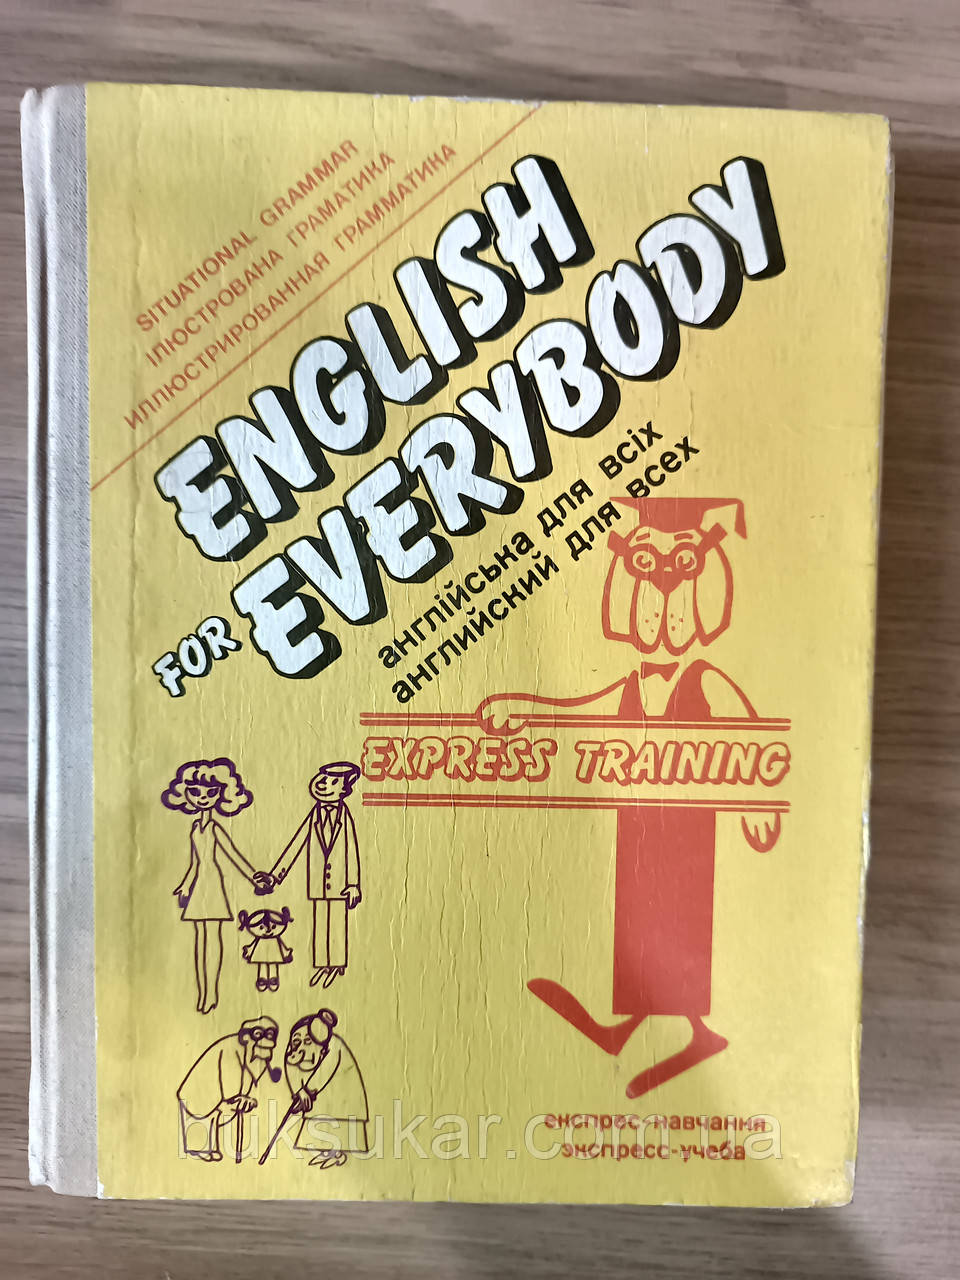 SITUATIONAL GRAMMAR
ІЛЮСТРОВАНА ГРАМАТИКА
ИЛЛЮСТРИРОВАННАЯ ГРАММАТИКА
ENGLISH
FOR EVERYBODY
англійська для всіх
английский для всех
EXPRESS TRAINING
експрес-навчання
экспресс-учеба
buksukar.com.ua